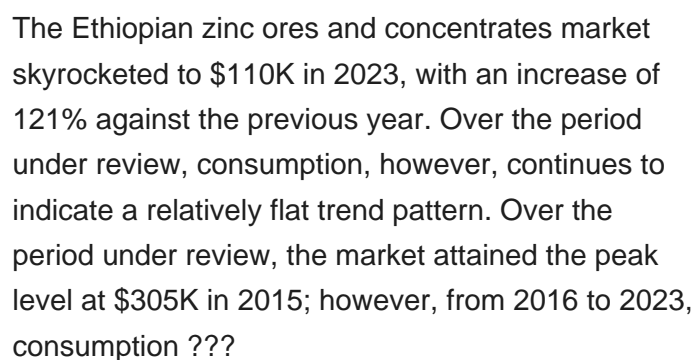 The Ethiopian zinc ores and concentrates market
skyrocketed to $110K in 2023, with an increase of
121% against the previous year. Over the period
under review, consumption, however, continues to
indicate a relatively flat trend pattern. Over the
period under review, the market attained the peak
level at $305K in 2015; however, from 2016 to 2023,
consumption ???